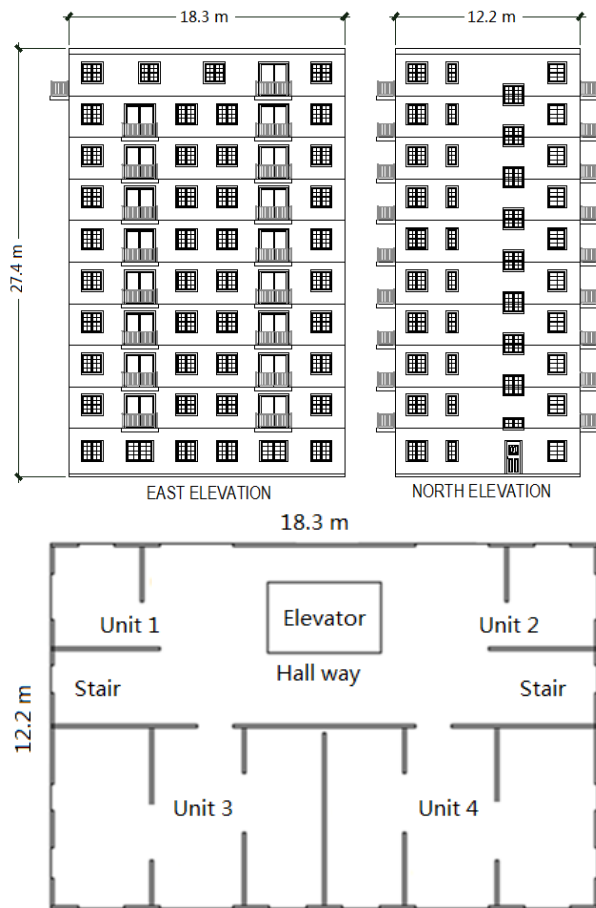 18.3 m
12.2 m
27.4 m
EAST ELEVATION
NORTH ELEVATION
18.3 m
12.2 m
Unit 1
Elevator
Unit 2
Hall way
Stair
Stair
Unit 3
Unit 4